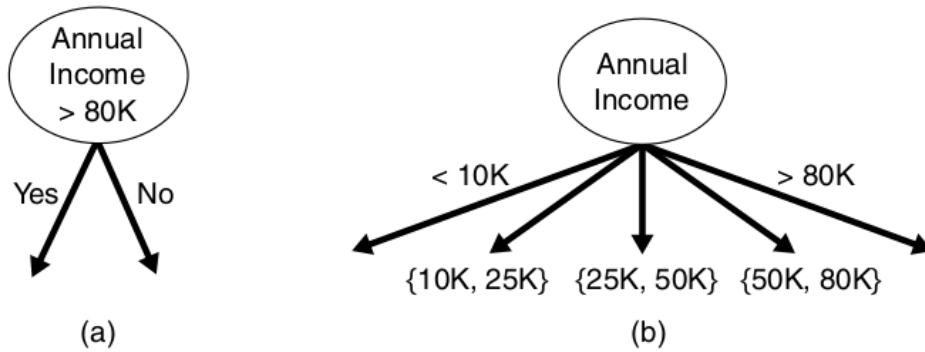 Annual
Income
> 80K
Yes
No
(a)
Annual
Income
< 10K
> 80K
{10K, 25K}
{25K, 50K}
{50K, 80K}
(b)